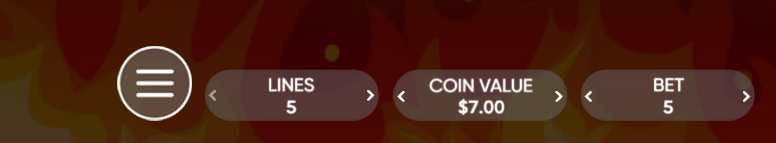 LINES
5
COIN VALUE
$7.00
BET
5